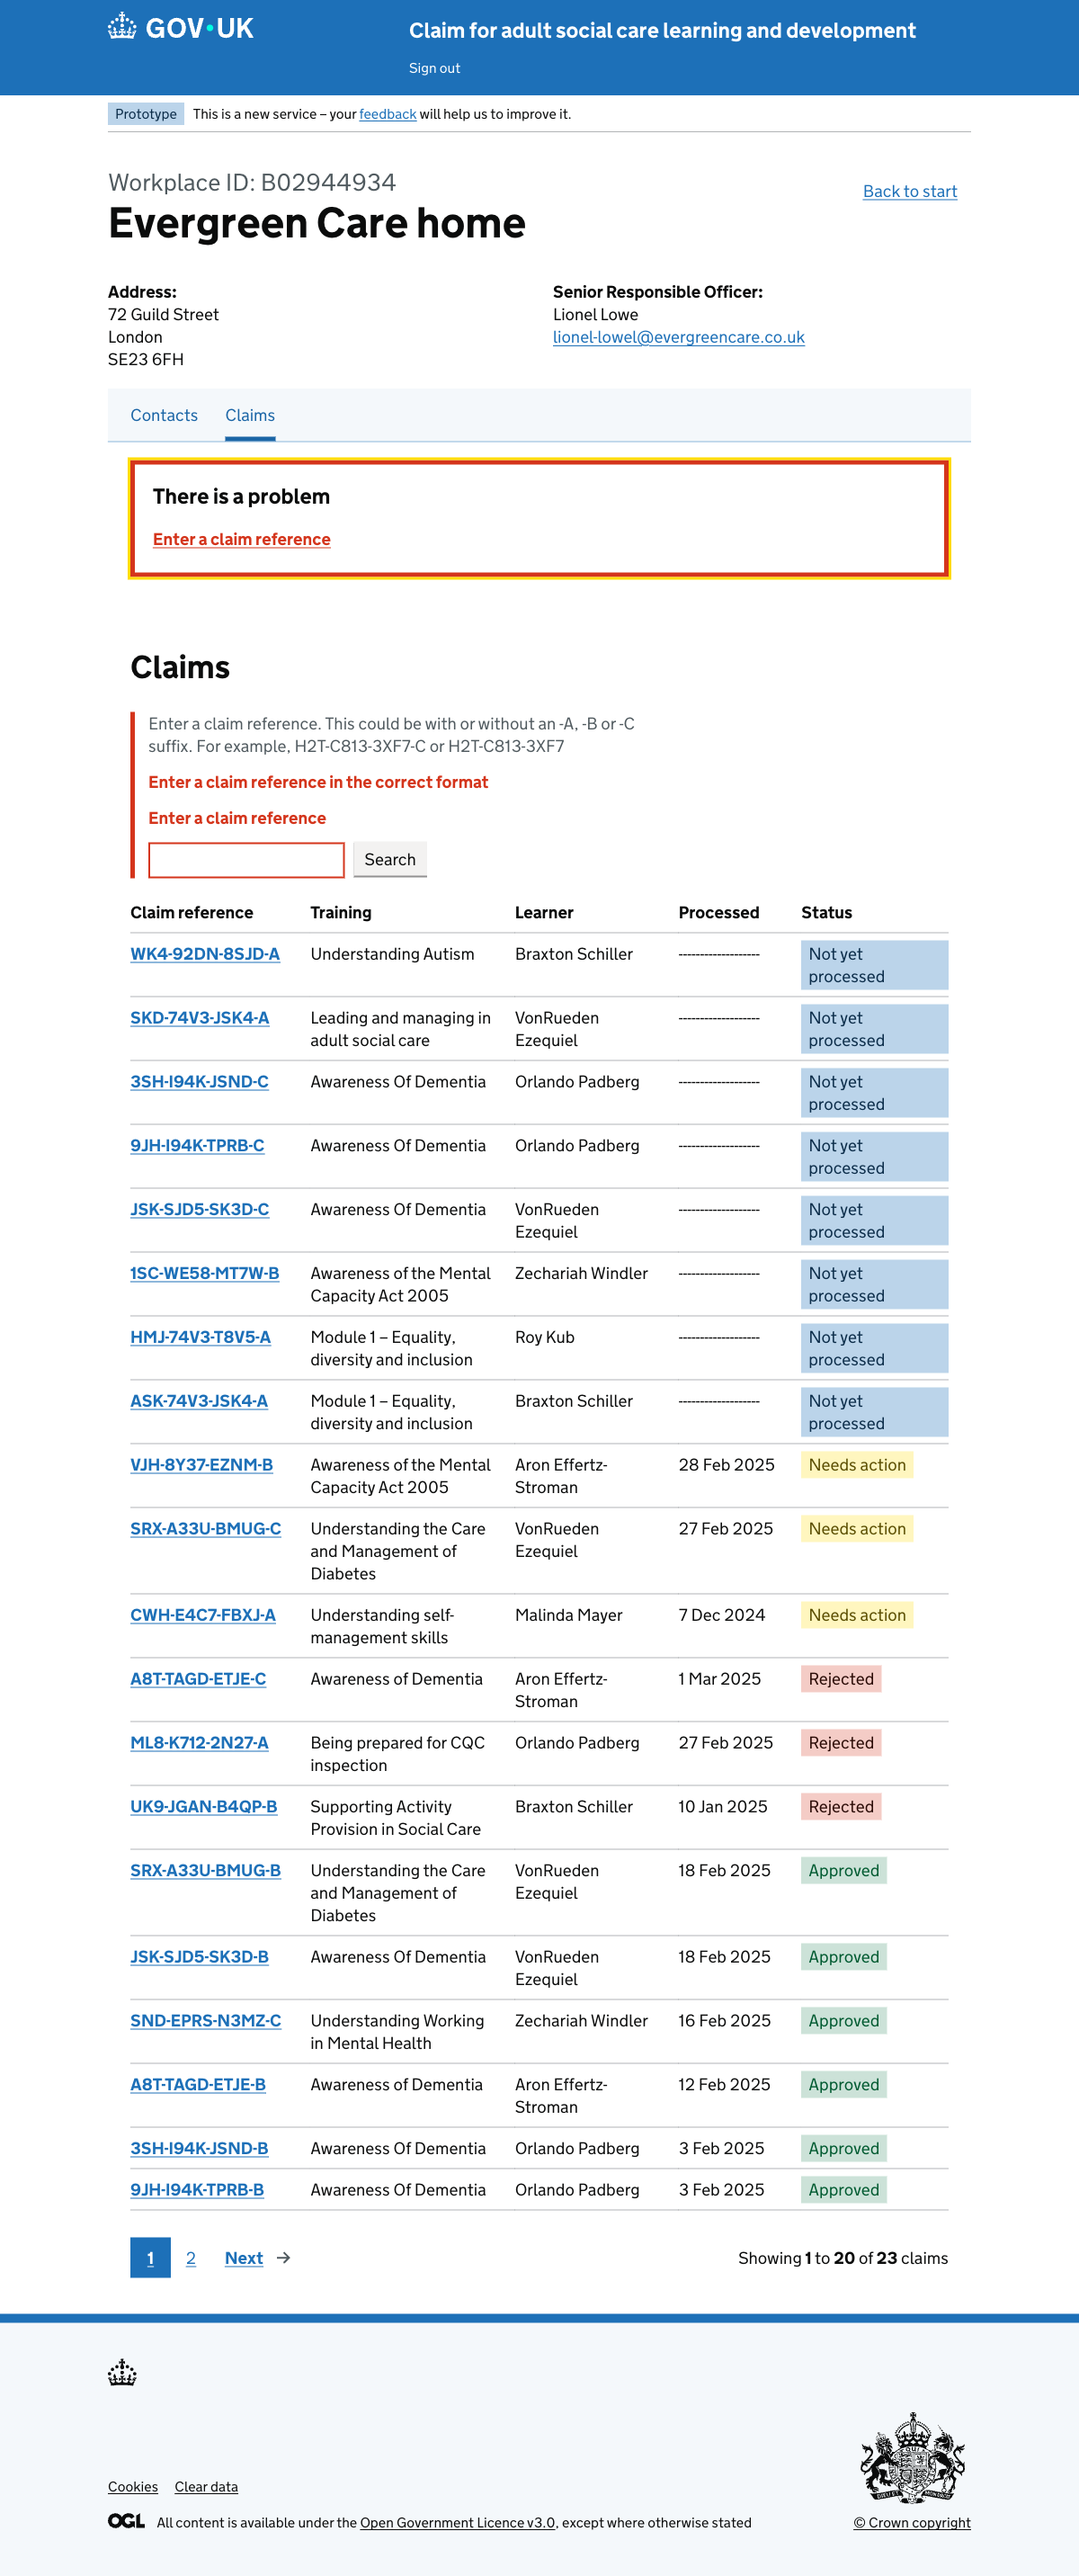 GOV·UK
Claim for adult social care learning and development
Sign out
Prototype This is a new service – your feedback will help us to improve it.
Workplace ID: B02944934
Back to start
Evergreen Care home
Address:
72 Guild Street
London
SE23 6FH
Senior Responsible Officer:
Lionel Lowe
lionel-lowel@evergreencare.co.uk
Contacts Claims
There is a problem
Enter a claim reference
Claims
Enter a claim reference. This could be with or without an -A, -B or -C
suffix. For example, H2T-C813-3XF7-C or H2T-C813-3XF7
Enter a claim reference in the correct format
Enter a claim reference
Search
Claim reference Training Learner Processed Status
WK4-92DN-8SJD-A Understanding Autism Braxton Schiller ------------------- Not yet
processed
SKD-74V3-JSK4-A Leading and managing in VonRueden ------------------- Not yet
adult social care Ezequiel processed
3SH-I94K-JSND-C Awareness Of Dementia Orlando Padberg ------------------- Not yet
processed
9JH-I94K-TPRB-C Awareness Of Dementia Orlando Padberg ------------------- Not yet
processed
JSK-SJD5-SK3D-C Awareness Of Dementia VonRueden ------------------- Not yet
Ezequiel processed
1SC-WE58-MT7W-B Awareness of the Mental Zechariah Windler ------------------- Not yet
Capacity Act 2005 processed
HMJ-74V3-T8V5-A Module 1 – Equality, Roy Kub ------------------- Not yet
diversity and inclusion processed
ASK-74V3-JSK4-A Module 1 – Equality, Braxton Schiller ------------------- Not yet
diversity and inclusion processed
VJH-8Y37-EZNM-B Awareness of the Mental Aron Effertz- 28 Feb 2025 Needs action
Capacity Act 2005 Stroman
SRX-A33U-BMUG-C Understanding the Care VonRueden 27 Feb 2025 Needs action
and Management of Ezequiel
Diabetes
CWH-E4C7-FBXJ-A Understanding self- Malinda Mayer 7 Dec 2024 Needs action
management skills
A8T-TAGD-ETJE-C Awareness of Dementia Aron Effertz- 1 Mar 2025 Rejected
Stroman
ML8-K712-2N27-A Being prepared for CQC Orlando Padberg 27 Feb 2025 Rejected
inspection
UK9-JGAN-B4QP-B Supporting Activity Braxton Schiller 10 Jan 2025 Rejected
Provision in Social Care
SRX-A33U-BMUG-B Understanding the Care VonRueden 18 Feb 2025 Approved
and Management of Ezequiel
Diabetes
JSK-SJD5-SK3D-B Awareness Of Dementia VonRueden 18 Feb 2025 Approved
Ezequiel
SND-EPRS-N3MZ-C Understanding Working Zechariah Windler 16 Feb 2025 Approved
in Mental Health
A8T-TAGD-ETJE-B Awareness of Dementia Aron Effertz- 12 Feb 2025 Approved
Stroman
3SH-I94K-JSND-B Awareness Of Dementia Orlando Padberg 3 Feb 2025 Approved
9JH-I94K-TPRB-B Awareness Of Dementia Orlando Padberg 3 Feb 2025 Approved
1 2 Next → Showing 1 to 20 of 23 claims
Cookies Clear data
OGL All content is available under the Open Government Licence v3.0, except where otherwise stated
© Crown copyright